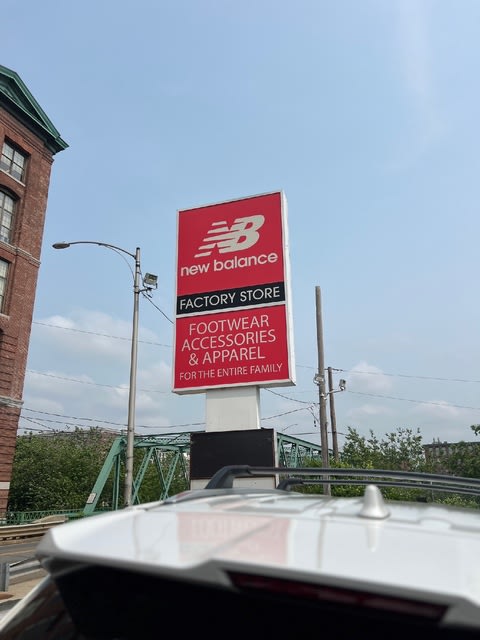 NB
new balance
FACTORY STORE
FOOTWEAR
ACCESSORIES
& APPAREL
FOR THE ENTIRE FAMILY